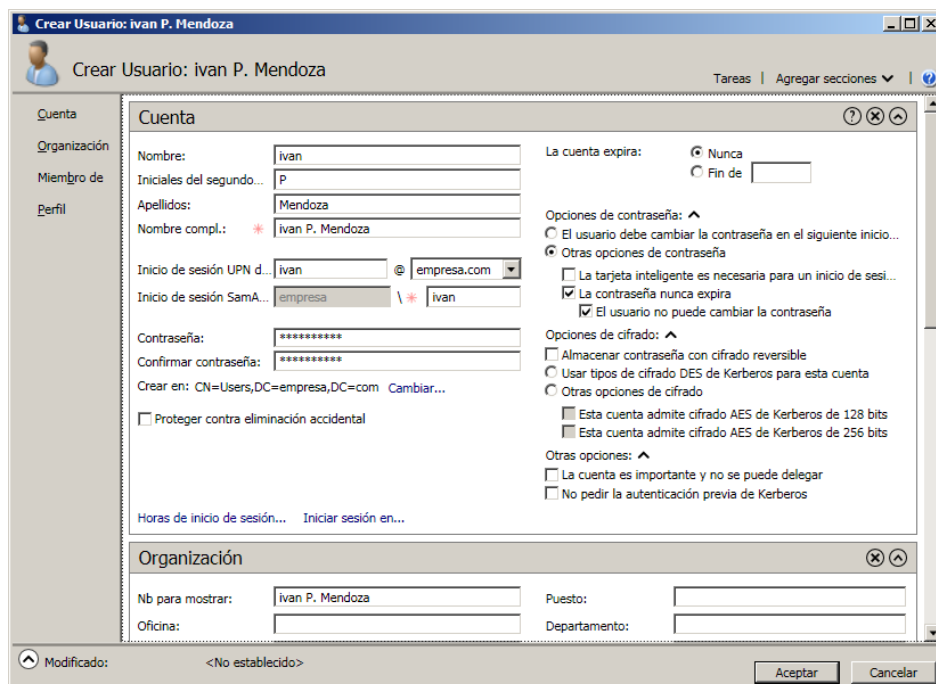 Crear Usuario: ivan P. Mendoza
Crear Usuario: ivan P. Mendoza
Tareas | Agregar secciones
Cuenta
Organización
Miembro de
Perfil
Cuenta
Nombre: ivan
Iniciales del segundo... P
Apellidos: Mendoza
Nombre compl.: * ivan P. Mendoza
Inicio de sesión UPN d... ivan @ empresa.com
Inicio de sesión SamA... empresa \ * ivan
Contraseña: **********
Confirmar contraseña: **********
Crear en: CN=Users,DC=empresa,DC=com Cambiar...
Proteger contra eliminación accidental
Horas de inicio de sesión... Iniciar sesión en...
La cuenta expira: Nunca
Fin de
Opciones de contraseña:
El usuario debe cambiar la contraseña en el siguiente inicio...
Otras opciones de contraseña
La tarjeta inteligente es necesaria para un inicio de sesi...
La contraseña nunca expira
El usuario no puede cambiar la contraseña
Opciones de cifrado:
Almacenar contraseña con cifrado reversible
Usar tipos de cifrado DES de Kerberos para esta cuenta
Otras opciones de cifrado
Esta cuenta admite cifrado AES de Kerberos de 128 bits
Esta cuenta admite cifrado AES de Kerberos de 256 bits
Otras opciones:
La cuenta es importante y no se puede delegar
No pedir la autenticación previa de Kerberos
Organización
Nb para mostrar: ivan P. Mendoza
Oficina:
Puesto:
Departamento:
Modificado: <No establecido>
Aceptar Cancelar